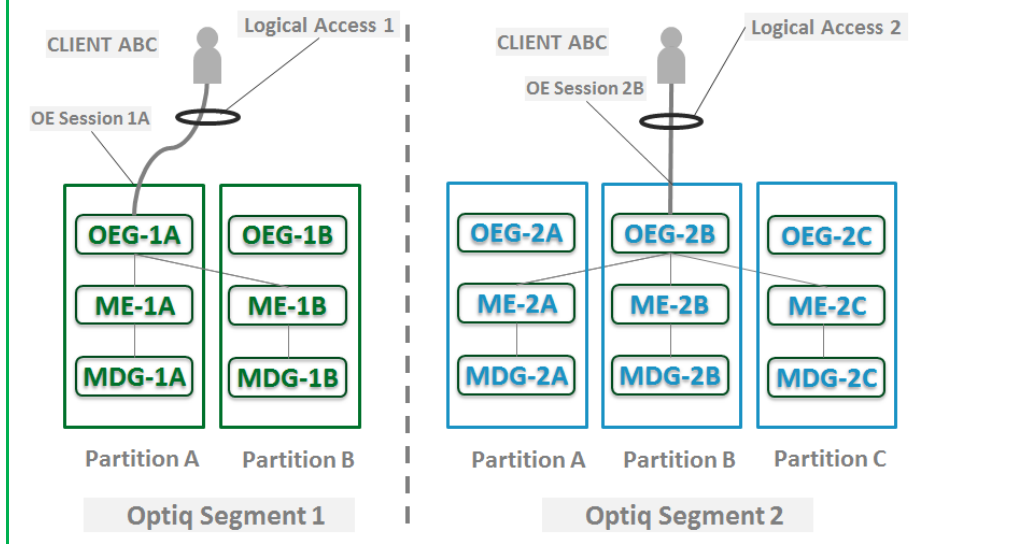 CLIENT ABC
Logical Access 1
OE Session 1A
OEG-1A
OEG-1B
ME-1A
ME-1B
MDG-1A
MDG-1B
Partition A
Partition B
Optiq Segment 1
CLIENT ABC
Logical Access 2
OE Session 2B
OEG-2A
OEG-2B
OEG-2C
ME-2A
ME-2B
ME-2C
MDG-2A
MDG-2B
MDG-2C
Partition A
Partition B
Partition C
Optiq Segment 2